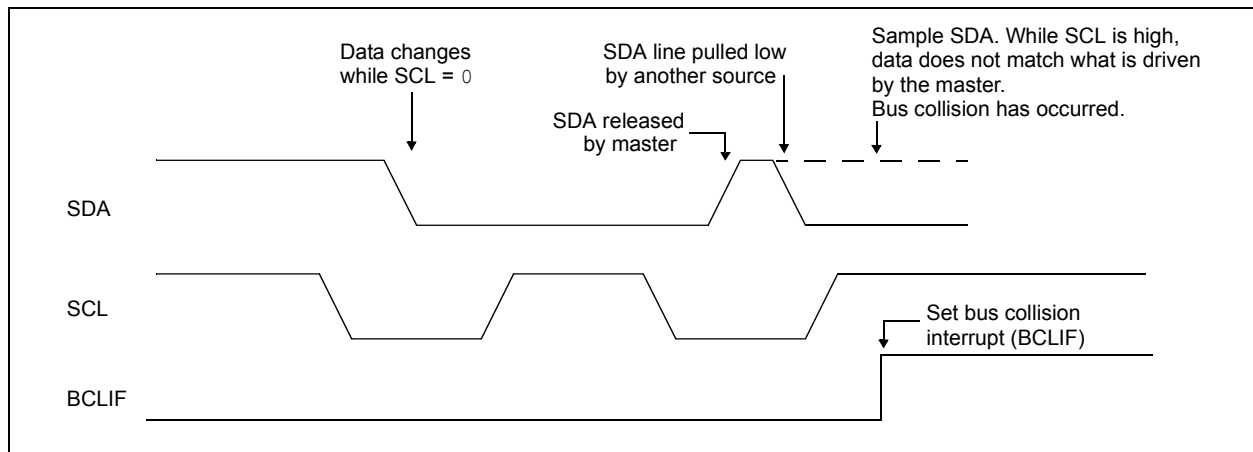 Data changes
while SCL = 0
SDA line pulled low
by another source
Sample SDA. While SCL is high,
data does not match what is driven
by the master.
Bus collision has occurred.
SDA released
by master
SDA
SCL
Set bus collision
interrupt (BCLIF)
BCLIF